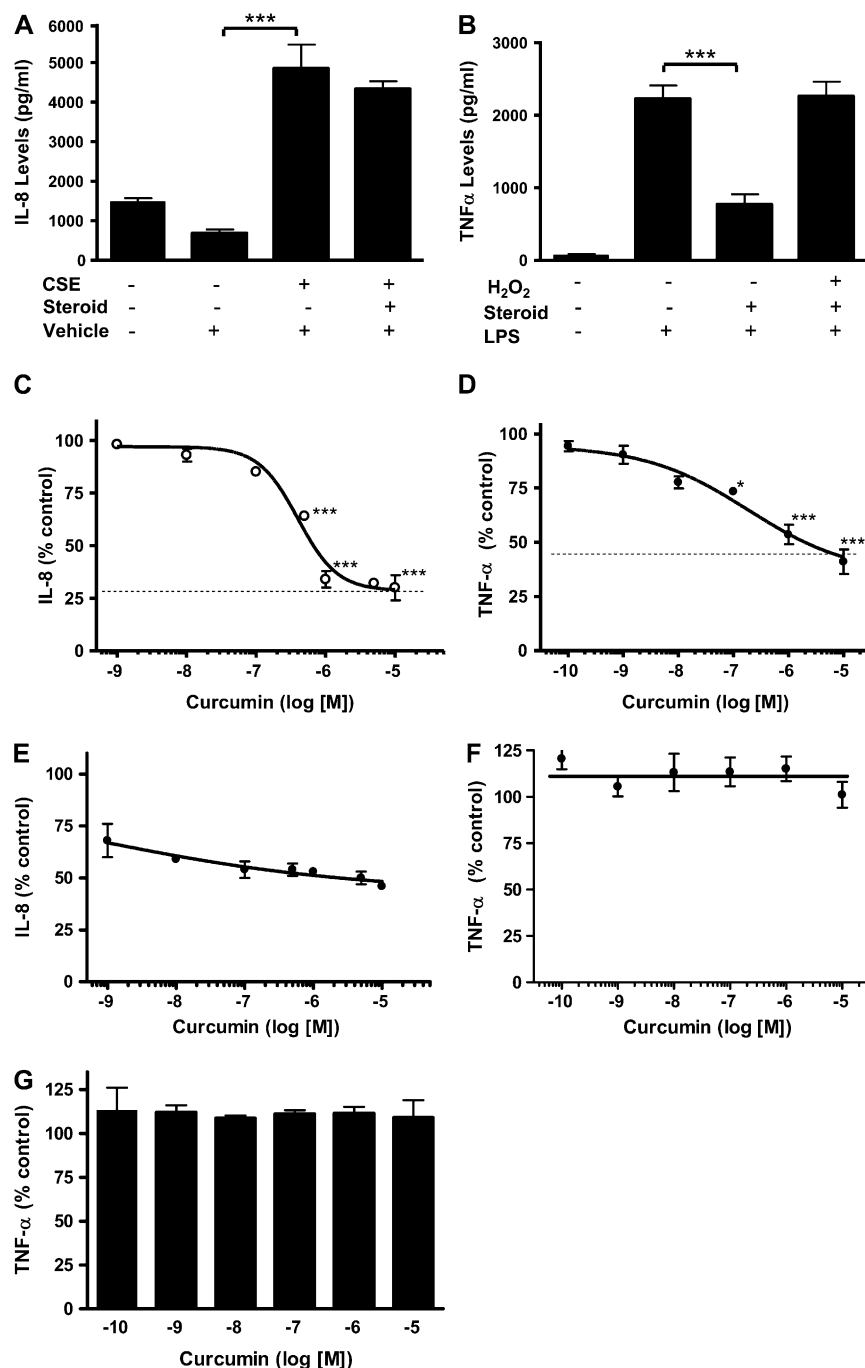 A
***
IL-8 Levels (pg/ml)
6000
5000
4000
3000
2000
1000
0
CSE - - + +
Steroid - - - +
Vehicle - + + +
B
***
TNFα Levels (pg/ml)
3000
2000
1000
0
H2O2 - - - +
Steroid - - + +
LPS - + + +
C
IL-8 (% control)
100
75
50
25
0
***
***
***
-9 -8 -7 -6 -5
Curcumin (log [M])
D
TNF-α (% control)
100
75
50
25
0
*
***
***
-10 -9 -8 -7 -6 -5
Curcumin (log [M])
E
IL-8 (% control)
100
75
50
25
0
-9 -8 -7 -6 -5
Curcumin (log [M])
F
TNF-α (% control)
125
100
75
50
25
0
-10 -9 -8 -7 -6 -5
Curcumin (log [M])
G
TNF-α (% control)
125
100
75
50
25
0
-10 -9 -8 -7 -6 -5
Curcumin (log [M])